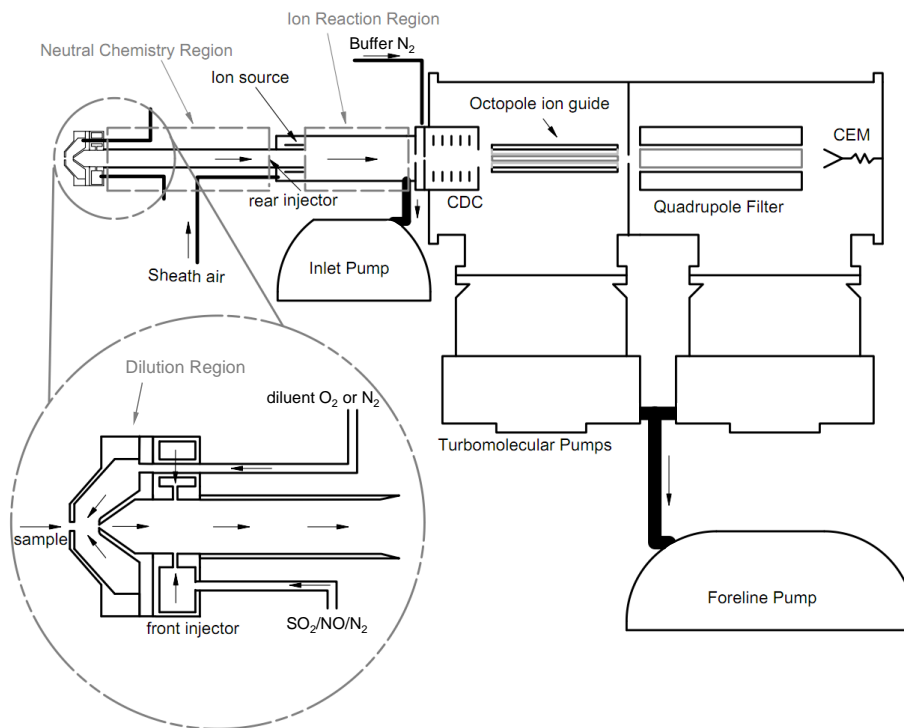 Ion Reaction Region
Neutral Chemistry Region
Buffer N₂
Ion source
Octopole ion guide
CEM
rear injector
CDC
Quadrupole Filter
Sheath air
Inlet Pump
Dilution Region
diluent O₂ or N₂
Turbomolecular Pumps
sample
Foreline Pump
front injector
SO₂/NO/N₂